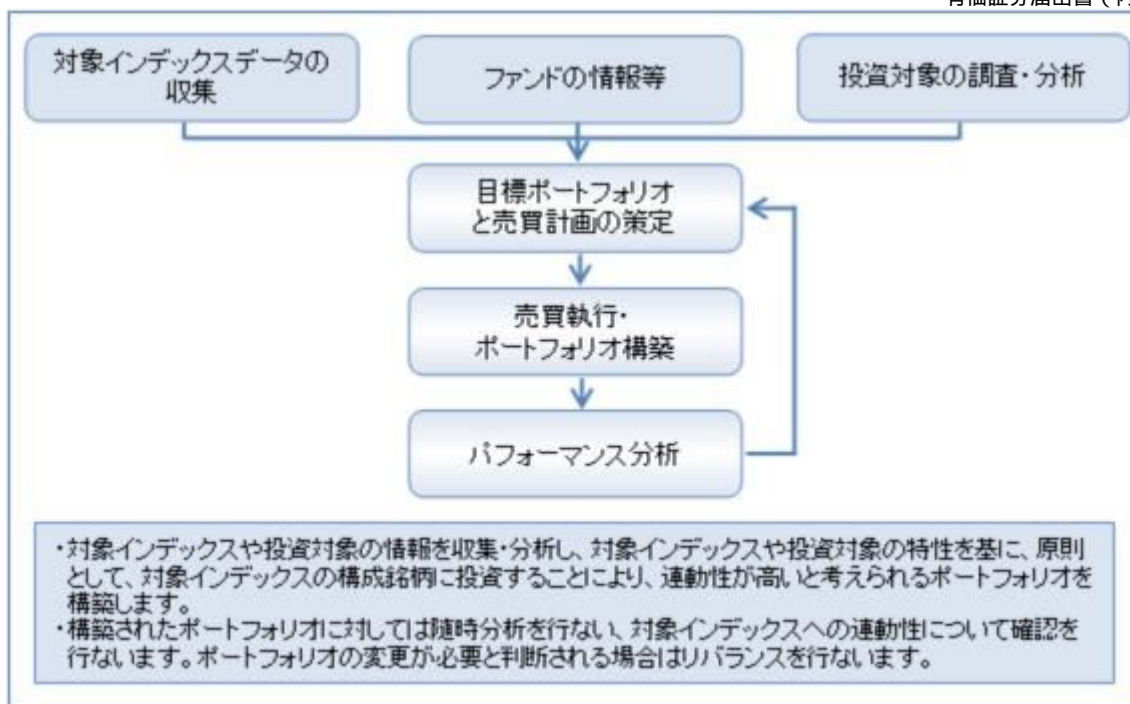 有価証券届出書(内
対象インデックスデータの
収集
ファンドの情報等
投資対象の調査・分析
目標ポートフォリオ
と売買計画の策定
売買執行・
ポートフォリオ構築
パフォーマンス分析
・対象インデックスや投資対象の情報を収集・分析し、対象インデックスや投資対象の特性を基に、原則
として、対象インデックスの構成銘柄に投資することにより、連動性が高いと考えられるポートフォリオを
構築します。
・構築されたポートフォリオに対しては随時分析を行ない、対象インデックスへの連動性について確認を
行ないます。ポートフォリオの変更が必要と判断される場合はリバランスを行ないます。